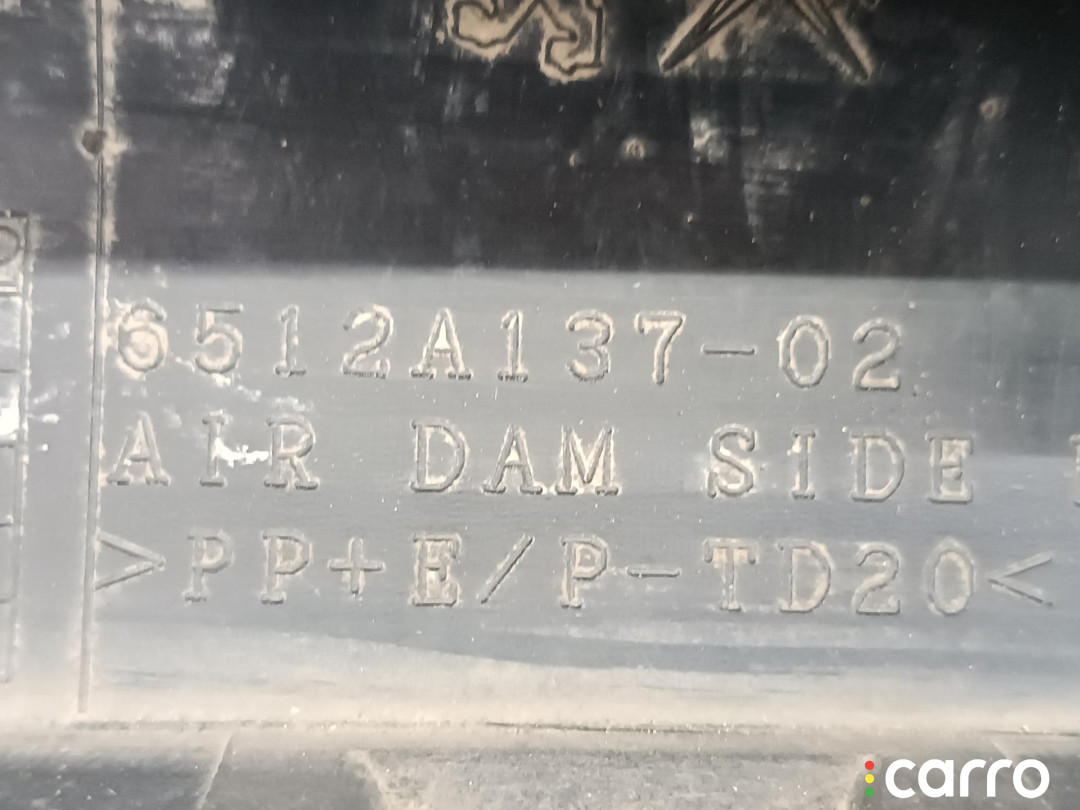 6512A137-02
AIR DAM SIDE
>PP+E/P-TD20<
carro